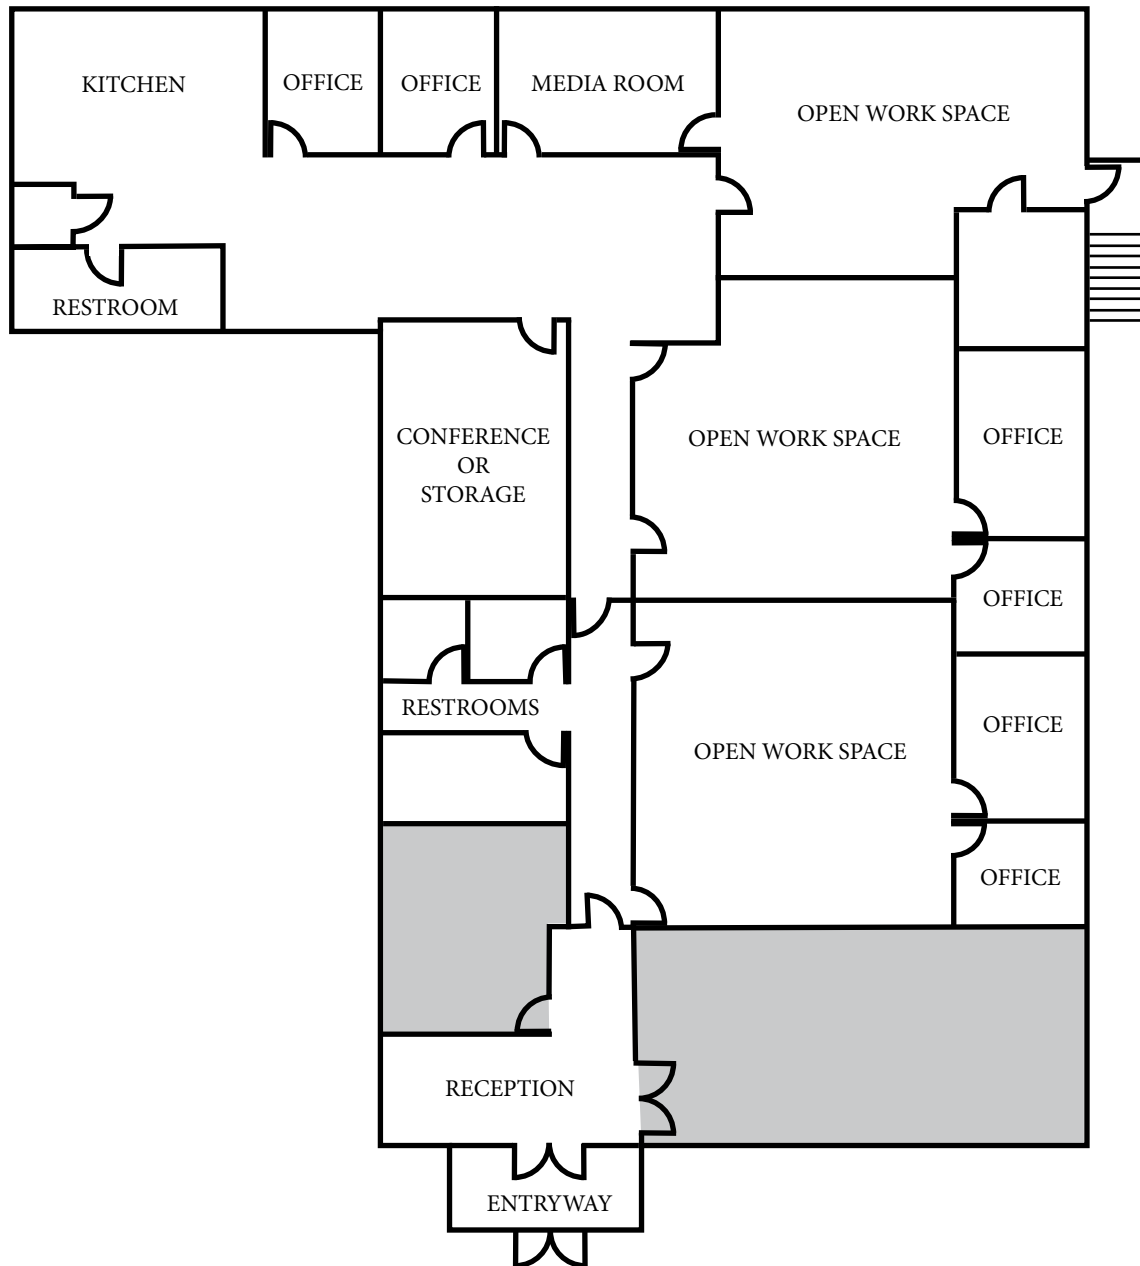 KITCHEN
OFFICE
OFFICE
MEDIA ROOM
OPEN WORK SPACE
RESTROOM
CONFERENCE
OR
STORAGE
OPEN WORK SPACE
OFFICE
OFFICE
RESTROOMS
OPEN WORK SPACE
OFFICE
OFFICE
RECEPTION
ENTRYWAY